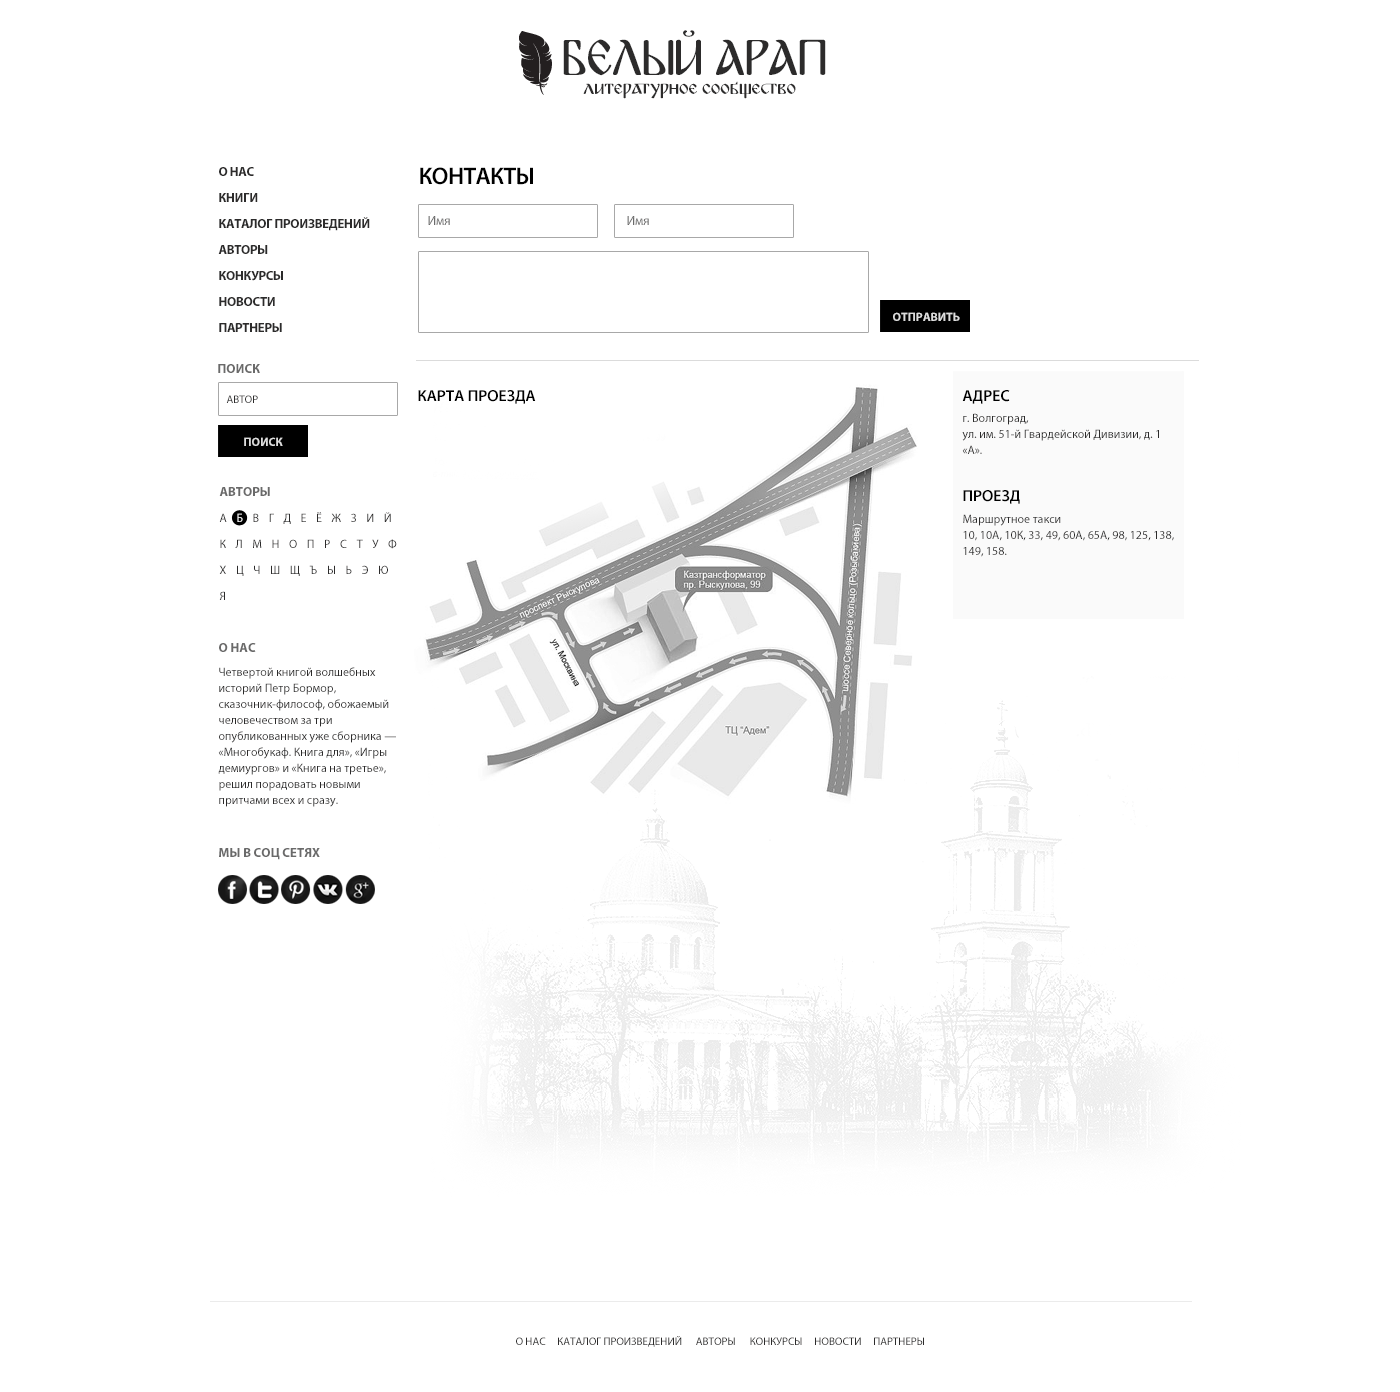 БЕЛЫЙ АРАП
литературное сообщество
О НАС
КНИГИ
КАТАЛОГ ПРОИЗВЕДЕНИЙ
АВТОРЫ
КОНКУРСЫ
НОВОСТИ
ПАРТНЕРЫ
ПОИСК
АВТОР
ПОИСК
АВТОРЫ
А Б В Г Д Е Ё Ж З И Й
К Л М Н О П Р С Т У Ф
Х Ц Ч Ш Щ Ъ Ы Ь Э Ю
Я
О НАС
Четвертой книгой волшебных
историй Петр Бормор,
сказочник-философ, обожаемый
человечеством за три
опубликованных уже сборника —
«Многобукаф. Книга для», «Игры
демиургов» и «Книга на третье»,
решил порадовать новыми
притчами всех и сразу.
МЫ В СОЦ СЕТЯХ
КОНТАКТЫ
Имя Имя
ОТПРАВИТЬ
КАРТА ПРОЕЗДА
проспект Рыскулова
ул. Москвина
Казтрансформатор
пр. Рыскулова, 99
шоссе Северное кольцо (Розыбакиева)
ТЦ "Адем"
АДРЕС
г. Волгоград,
ул. им. 51-й Гвардейской Дивизии, д. 1
«А».
ПРОЕЗД
Маршрутное такси
10, 10А, 10К, 33, 49, 60А, 65А, 98, 125, 138,
149, 158.
О НАС КАТАЛОГ ПРОИЗВЕДЕНИЙ АВТОРЫ КОНКУРСЫ НОВОСТИ ПАРТНЕРЫ